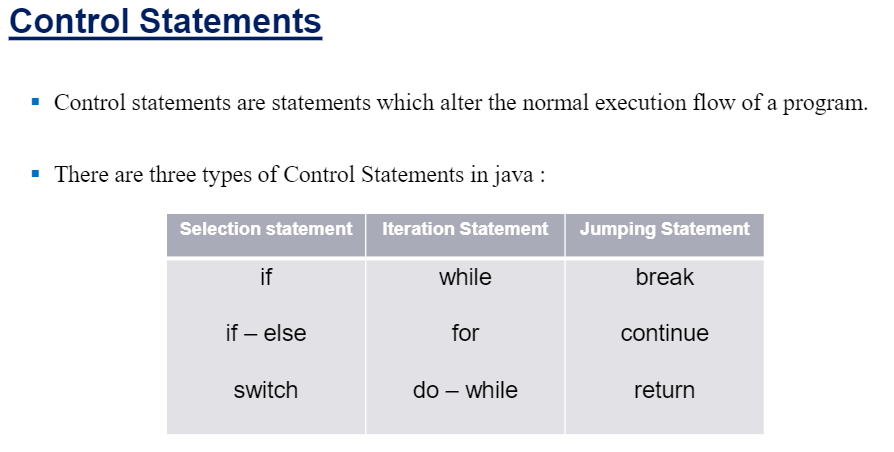 Control Statements
▪ Control statements are statements which alter the normal execution flow of a program.
▪ There are three types of Control Statements in java :
Selection statement Iteration Statement Jumping Statement
if while break
if – else for continue
switch do – while return